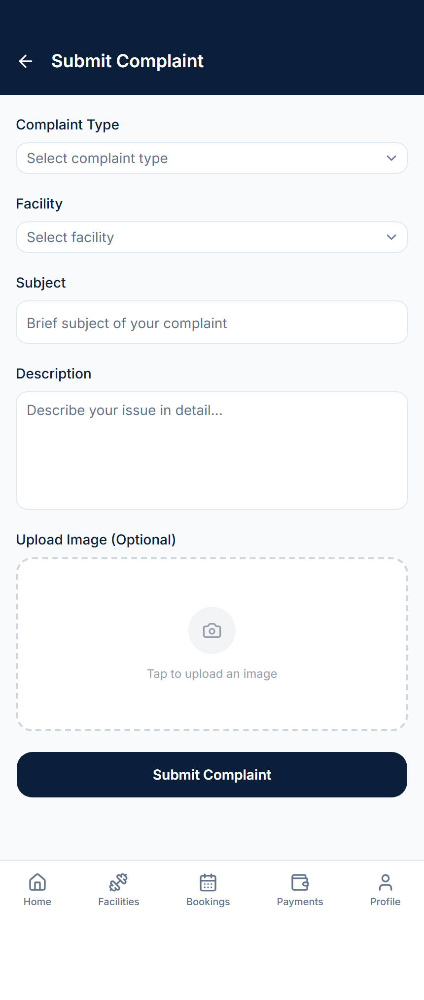 Submit Complaint
Complaint Type
Select complaint type
Facility
Select facility
Subject
Brief subject of your complaint
Description
Describe your issue in detail...
Upload Image (Optional)
Tap to upload an image
Submit Complaint
Home
Facilities
Bookings
Payments
Profile